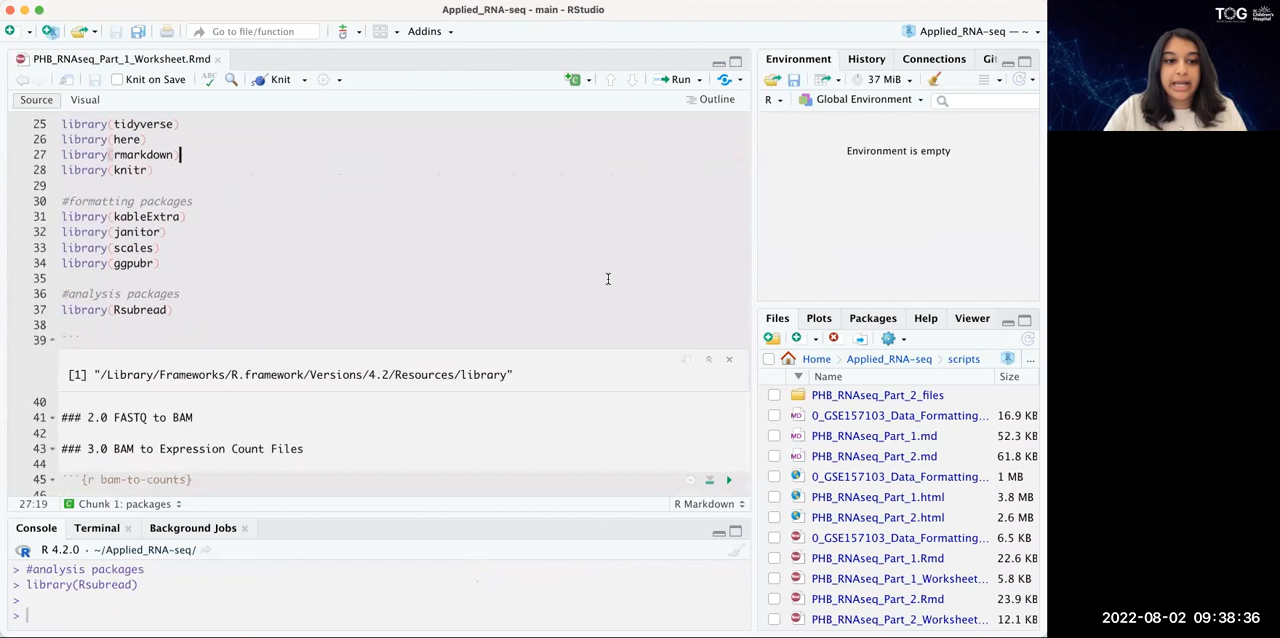 Applied_RNA-seq - main - RStudio
Go to file/function
Addins
Applied_RNA-seq — ~
PHB_RNAseq_Part_1_Worksheet.Rmd
Knit on Save
ABC
Knit
Run
Source
Visual
Outline
25 library(tidyverse)
26 library(here)
27 library(rmarkdown)
28 library(knitr)
29
30 #formatting packages
31 library(kableExtra)
32 library(janitor)
33 library(scales)
34 library(ggpubr)
35
36 #analysis packages
37 library(Rsubread)
38
39 ```
[1] "/Library/Frameworks/R.framework/Versions/4.2/Resources/library"
40
41 ### 2.0 FASTQ to BAM
42
43 ### 3.0 BAM to Expression Count Files
44
45 ```{r bam-to-counts}
46
27:19
Chunk 1: packages
R Markdown
Console
Terminal
Background Jobs
R 4.2.0 · ~/Applied_RNA-seq/
> #analysis packages
> library(Rsubread)
>
>
Environment
History
Connections
Git
37 MiB
R
Global Environment
Environment is empty
Files
Plots
Packages
Help
Viewer
Home
Applied_RNA-seq
scripts
...
Name
Size
PHB_RNAseq_Part_2_files
0_GSE157103_Data_Formatting... 16.9 KB
PHB_RNAseq_Part_1.md 52.3 KB
PHB_RNAseq_Part_2.md 61.8 KB
0_GSE157103_Data_Formatting... 1 MB
PHB_RNAseq_Part_1.html 3.8 MB
PHB_RNAseq_Part_2.html 2.6 MB
0_GSE157103_Data_Formatting... 6.5 KB
PHB_RNAseq_Part_1.Rmd 22.6 KB
PHB_RNAseq_Part_1_Worksheet... 5.8 KB
PHB_RNAseq_Part_2.Rmd 23.9 KB
PHB_RNAseq_Part_2_Worksheet... 12.1 KB
Children's
Hospital
2022-08-02 09:38:36